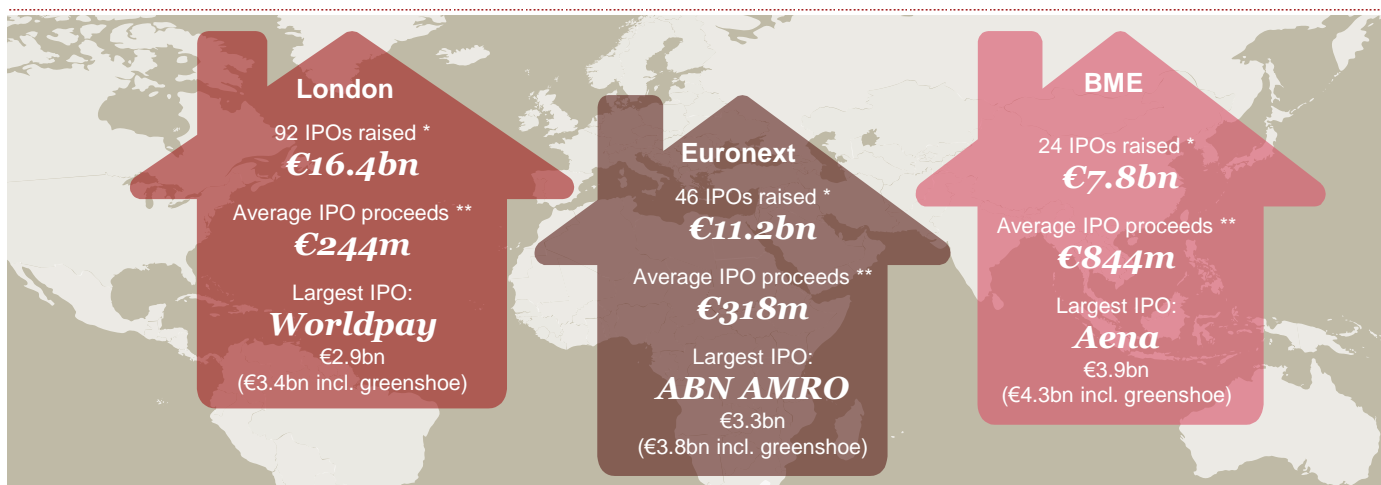 London
92 IPOs raised *
€16.4bn
Average IPO proceeds **
€244m
Largest IPO:
Worldpay
€2.9bn
(€3.4bn incl. greenshoe)
Euronext
46 IPOs raised *
€11.2bn
Average IPO proceeds **
€318m
Largest IPO:
ABN AMRO
€3.3bn
(€3.8bn incl. greenshoe)
BME
24 IPOs raised *
€7.8bn
Average IPO proceeds **
€844m
Largest IPO:
Aena
€3.9bn
(€4.3bn incl. greenshoe)